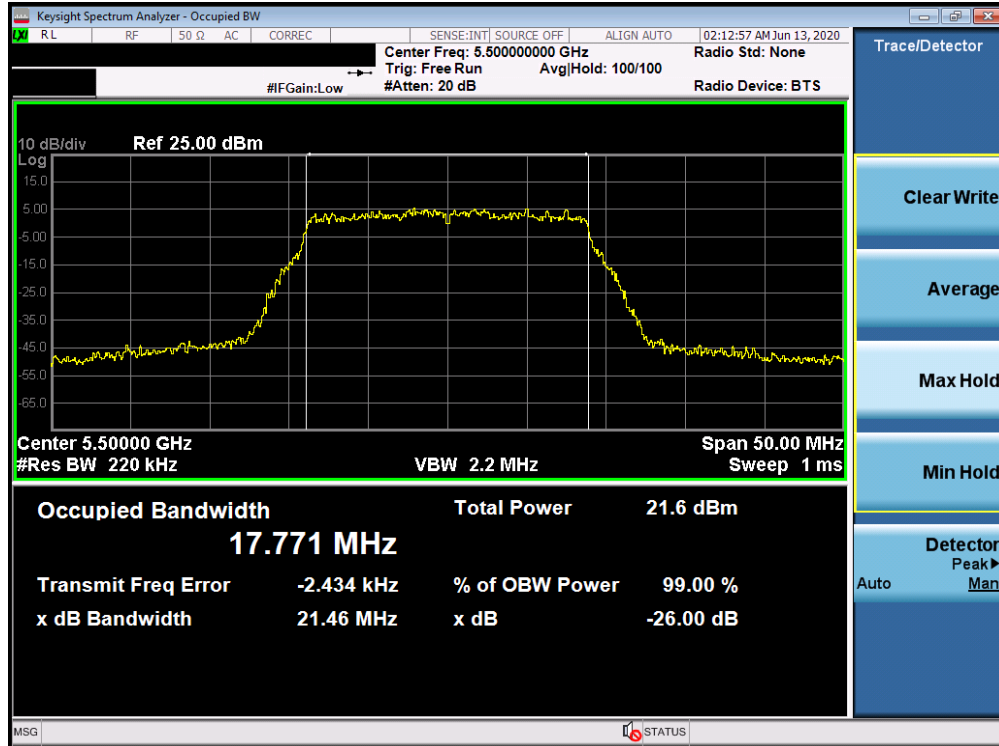 Keysight Spectrum Analyzer - Occupied BW
LXI RL RF 50 Ω AC CORREC SENSE:INT SOURCE OFF ALIGN AUTO 02:12:57 AM Jun 13, 2020
Center Freq: 5.500000000 GHz Radio Std: None
Trig: Free Run Avg|Hold: 100/100
#IFGain:Low #Atten: 20 dB Radio Device: BTS
Trace/Detector
10 dB/div Ref 25.00 dBm
Log
15.0
5.00
-5.00
-15.0
-25.0
-35.0
-45.0
-55.0
-65.0
Center 5.50000 GHz Span 50.00 MHz
#Res BW 220 kHz VBW 2.2 MHz Sweep 1 ms
Occupied Bandwidth Total Power 21.6 dBm
17.771 MHz
Transmit Freq Error -2.434 kHz % of OBW Power 99.00 %
x dB Bandwidth 21.46 MHz x dB -26.00 dB
Clear Write
Average
Max Hold
Min Hold
Detector
Peak▶
Auto Man
MSG STATUS